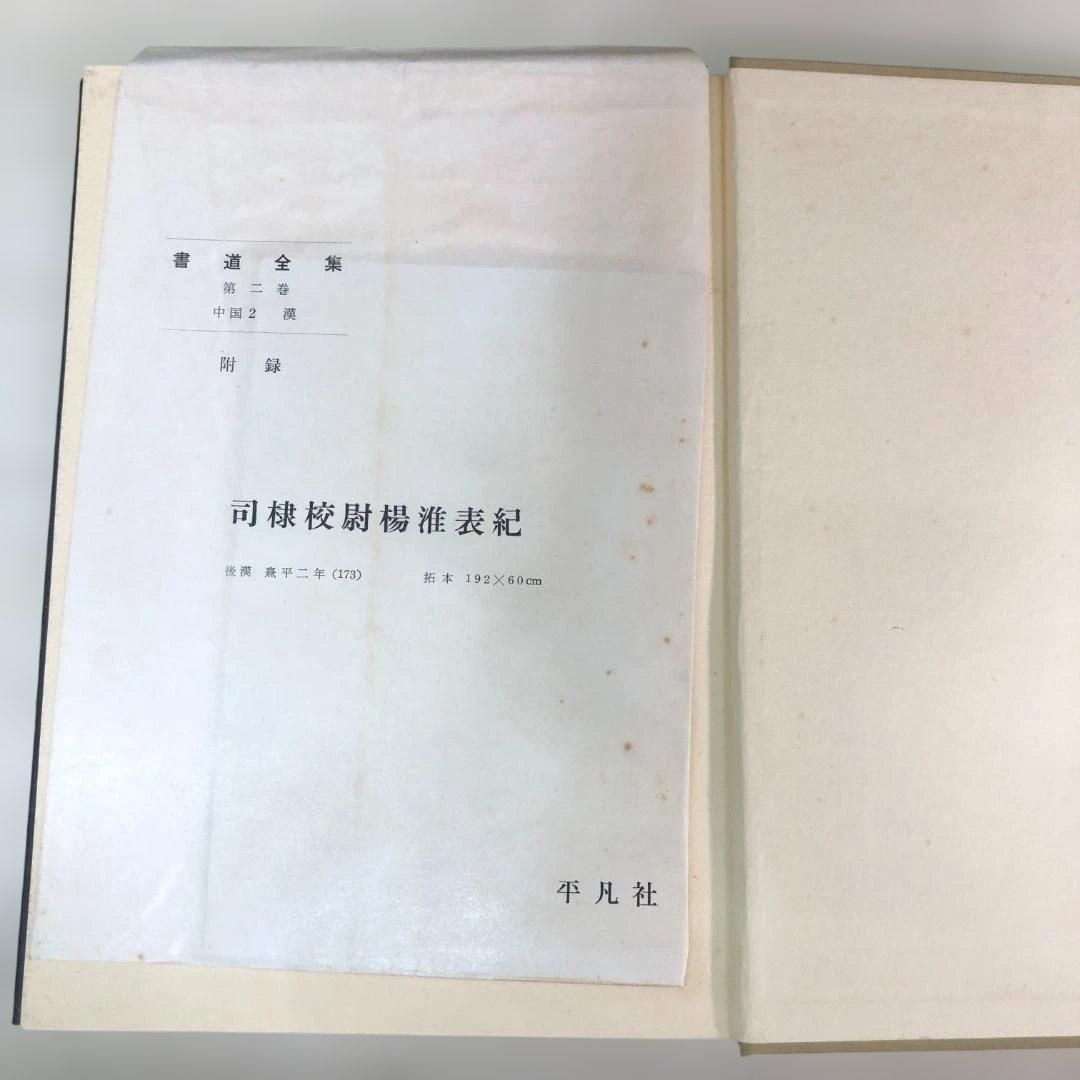 書道全集
第二巻
中国2 漢
附録
司棣校尉楊淮表紀
後漢 熹平二年(173) 拓本 192×60cm
平凡社